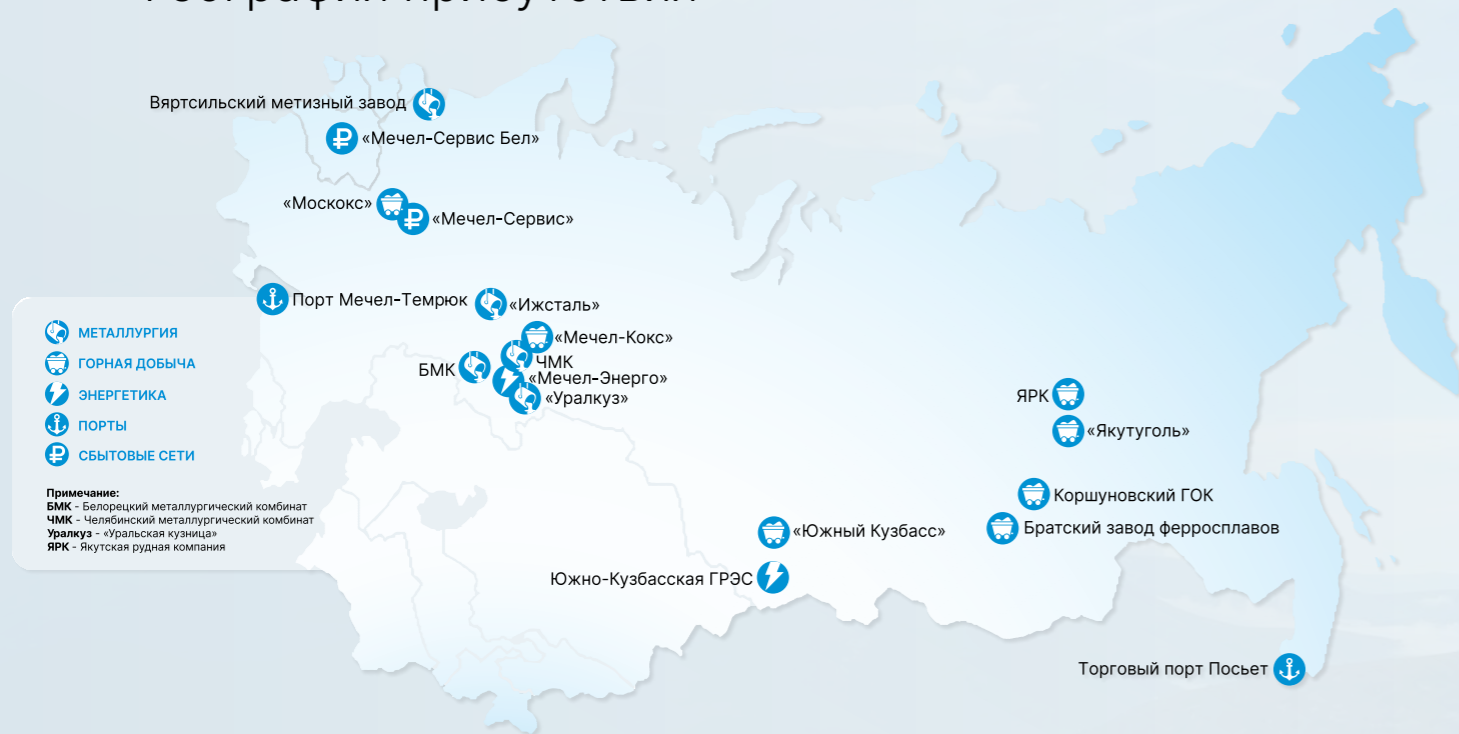 География присутствия
Вяртсильский метизный завод
«Мечел-Сервис Бел»
«Москокс»
«Мечел-Сервис»
Порт Мечел-Темрюк
«Ижсталь»
«Мечел-Кокс»
ЧМК
БМК
«Мечел-Энерго»
«Уралкуз»
ЯРК
«Якутуголь»
Коршуновский ГОК
Братский завод ферросплавов
«Южный Кузбасс»
Южно-Кузбасская ГРЭС
Торговый порт Посьет
МЕТАЛЛУРГИЯ
ГОРНАЯ ДОБЫЧА
ЭНЕРГЕТИКА
ПОРТЫ
СБЫТОВЫЕ СЕТИ
Примечание:
БМК - Белорецкий металлургический комбинат
ЧМК - Челябинский металлургический комбинат
Уралкуз - «Уральская кузница»
ЯРК - Якутская рудная компания